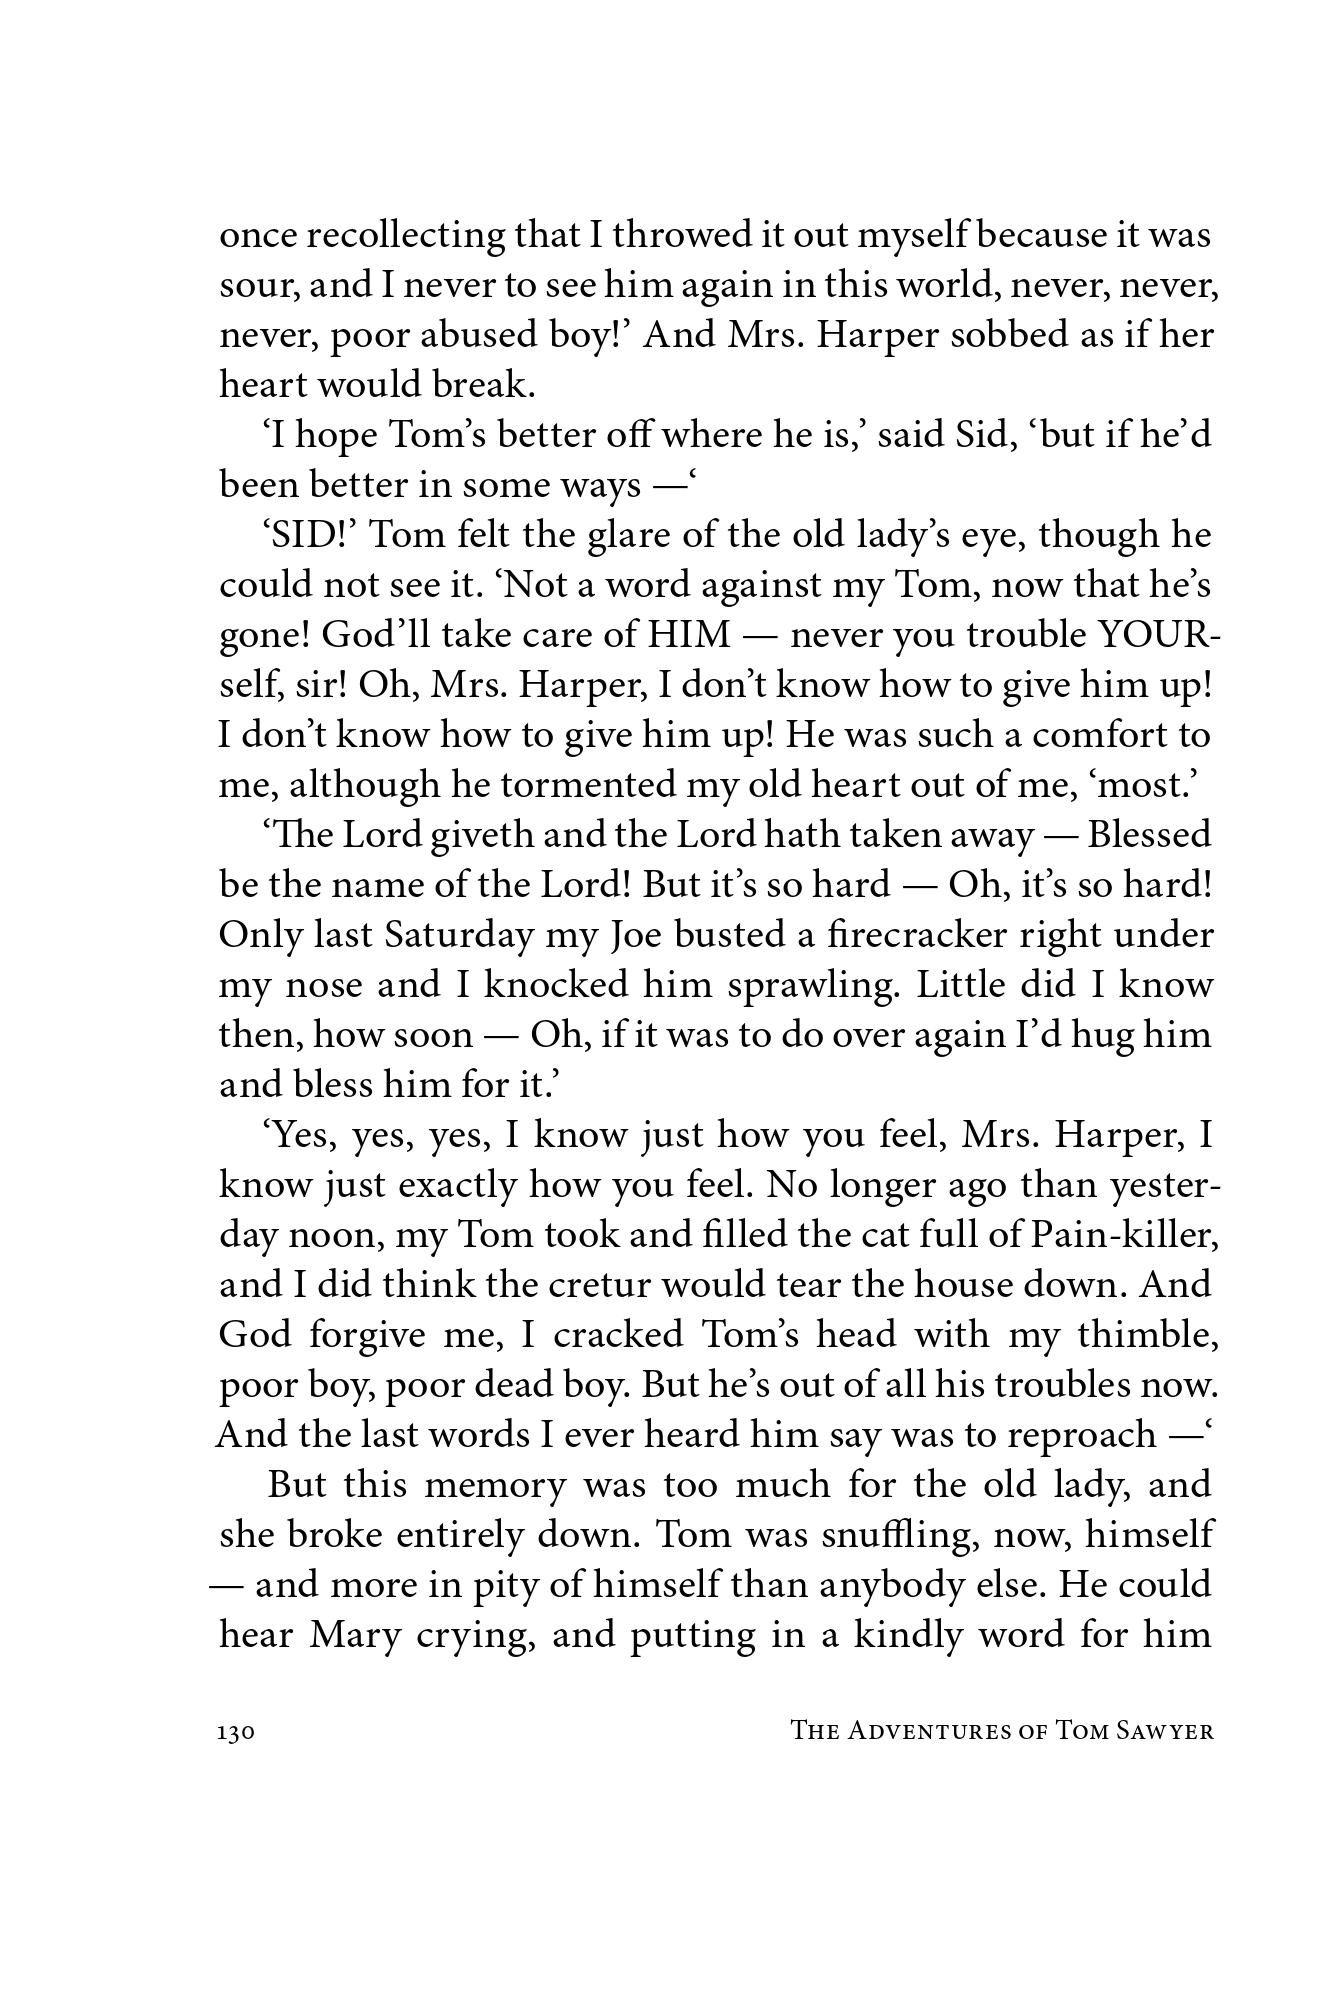 once recollecting that I throwed it out myself because it was
sour, and I never to see him again in this world, never, never,
never, poor abused boy!’ And Mrs. Harper sobbed as if her
heart would break.
‘I hope Tom’s better off where he is,’ said Sid, ‘but if he’d
been better in some ways —‘
‘SID!’ Tom felt the glare of the old lady’s eye, though he
could not see it. ‘Not a word against my Tom, now that he’s
gone! God’ll take care of HIM — never you trouble YOUR-
self, sir! Oh, Mrs. Harper, I don’t know how to give him up!
I don’t know how to give him up! He was such a comfort to
me, although he tormented my old heart out of me, ‘most.’
‘The Lord giveth and the Lord hath taken away — Blessed
be the name of the Lord! But it’s so hard — Oh, it’s so hard!
Only last Saturday my Joe busted a firecracker right under
my nose and I knocked him sprawling. Little did I know
then, how soon — Oh, if it was to do over again I’d hug him
and bless him for it.’
‘Yes, yes, yes, I know just how you feel, Mrs. Harper, I
know just exactly how you feel. No longer ago than yester-
day noon, my Tom took and filled the cat full of Pain-killer,
and I did think the cretur would tear the house down. And
God forgive me, I cracked Tom’s head with my thimble,
poor boy, poor dead boy. But he’s out of all his troubles now.
And the last words I ever heard him say was to reproach —‘
But this memory was too much for the old lady, and
she broke entirely down. Tom was snuffling, now, himself
— and more in pity of himself than anybody else. He could
hear Mary crying, and putting in a kindly word for him
130 The Adventures of Tom Sawyer